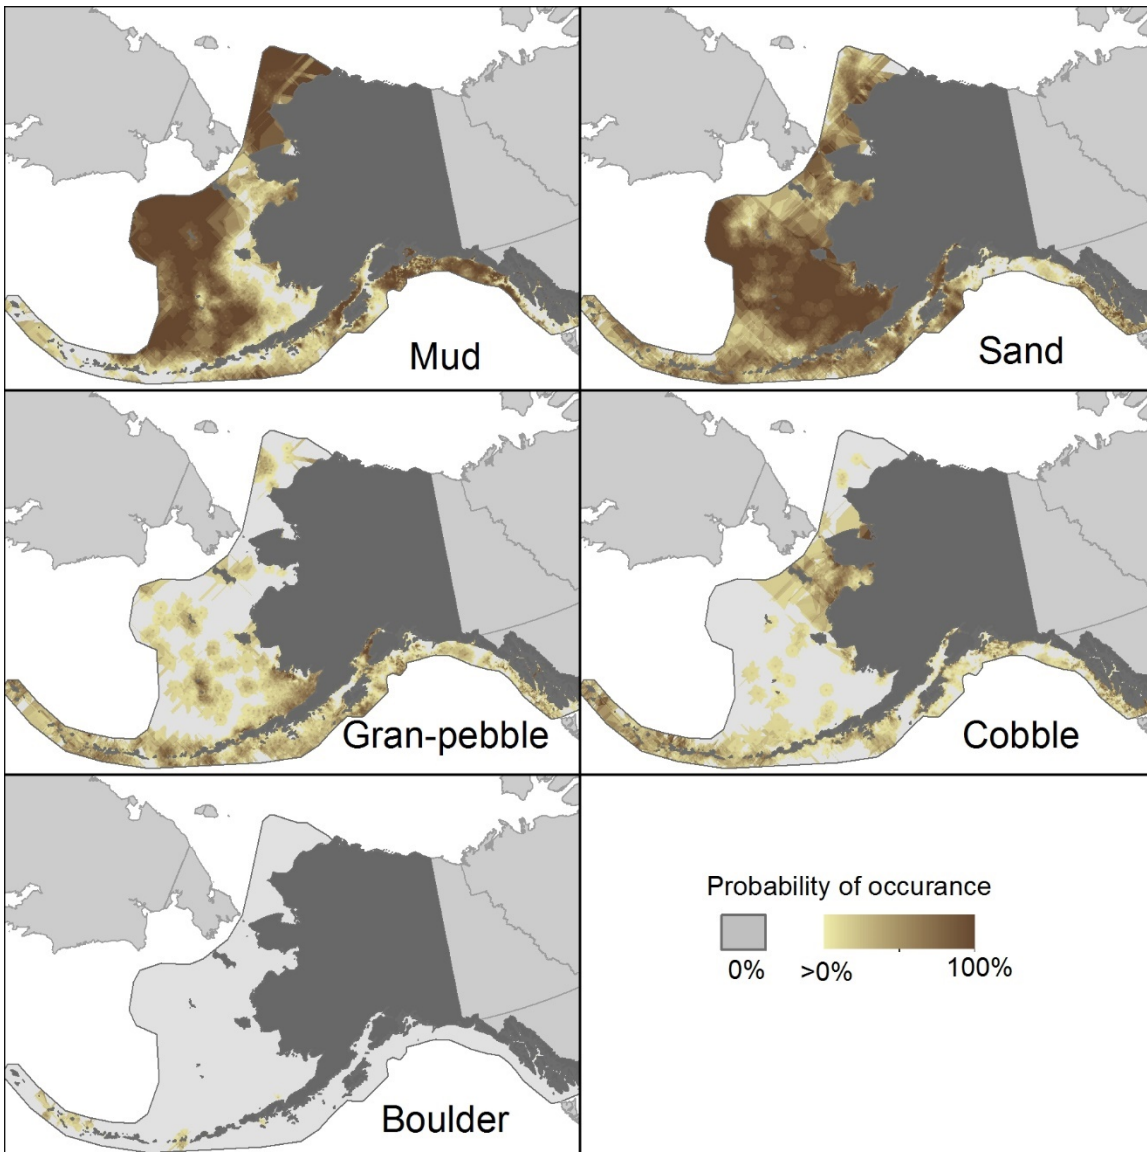 Mud
Sand
Gran-pebble
Cobble
Boulder
Probability of occurance
0%
>0%
100%